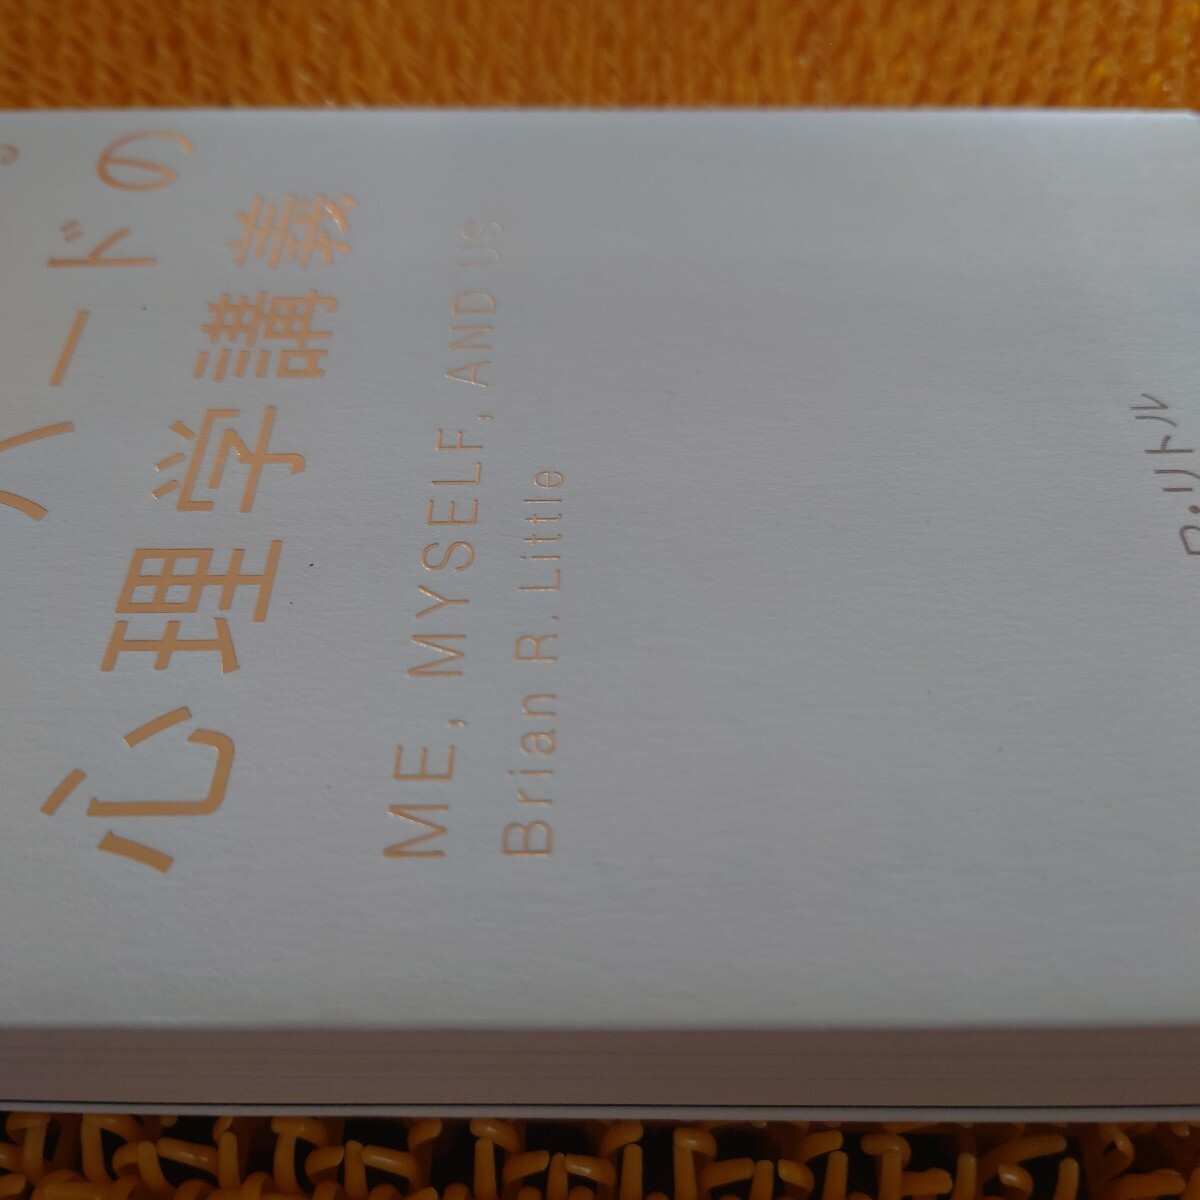 ードの
心理学講義
ME, MYSELF, AND US
Brian R. Little
R・リトル